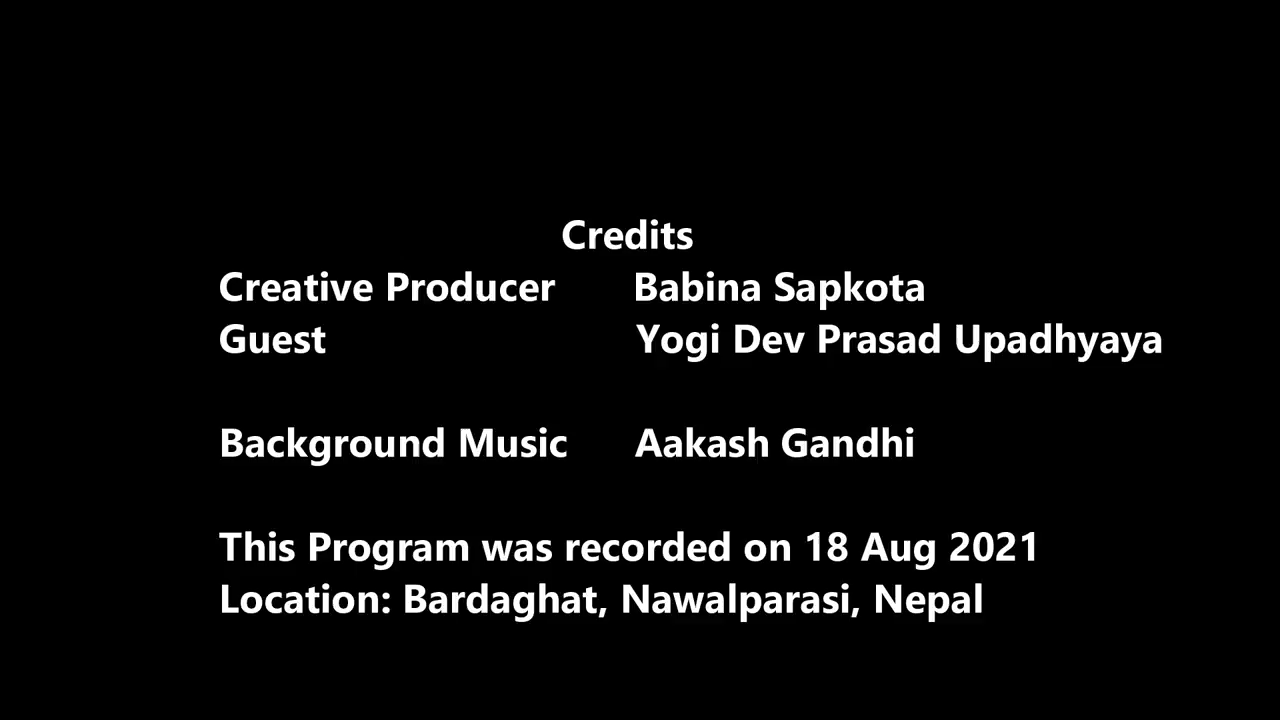 Credits
Creative Producer Babina Sapkota
Guest Yogi Dev Prasad Upadhyaya
Background Music Aakash Gandhi
This Program was recorded on 18 Aug 2021
Location: Bardaghat, Nawalparasi, Nepal